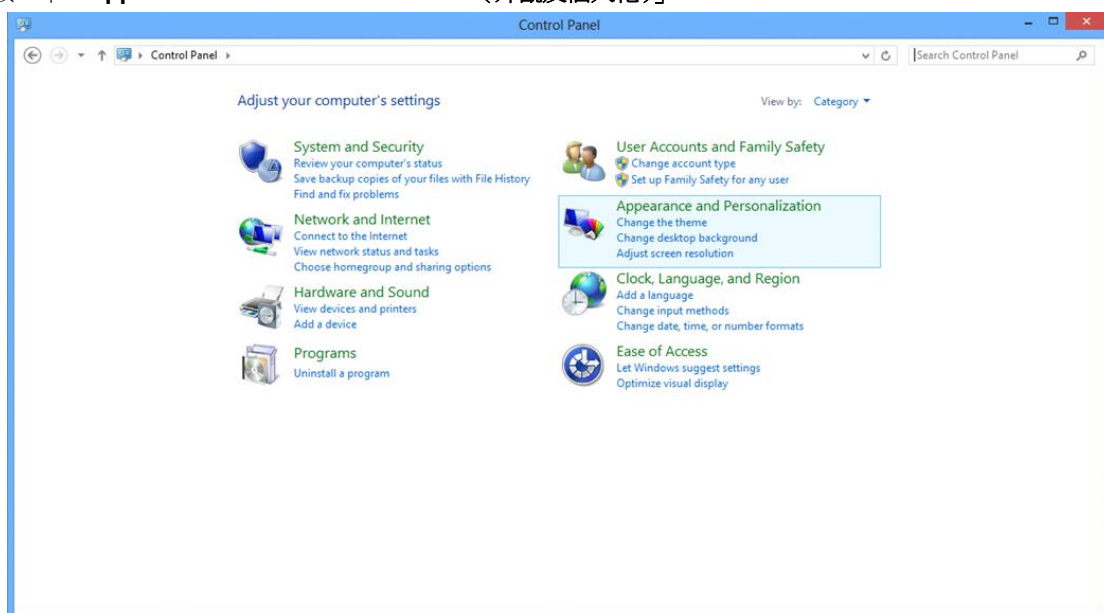 Control Panel
Control Panel
Search Control Panel
Adjust your computer's settings
View by: Category
System and Security
Review your computer's status
Save backup copies of your files with File History
Find and fix problems
Network and Internet
Connect to the Internet
View network status and tasks
Choose homegroup and sharing options
Hardware and Sound
View devices and printers
Add a device
Programs
Uninstall a program
User Accounts and Family Safety
Change account type
Set up Family Safety for any user
Appearance and Personalization
Change the theme
Change desktop background
Adjust screen resolution
Clock, Language, and Region
Add a language
Change input methods
Change date, time, or number formats
Ease of Access
Let Windows suggest settings
Optimize visual display